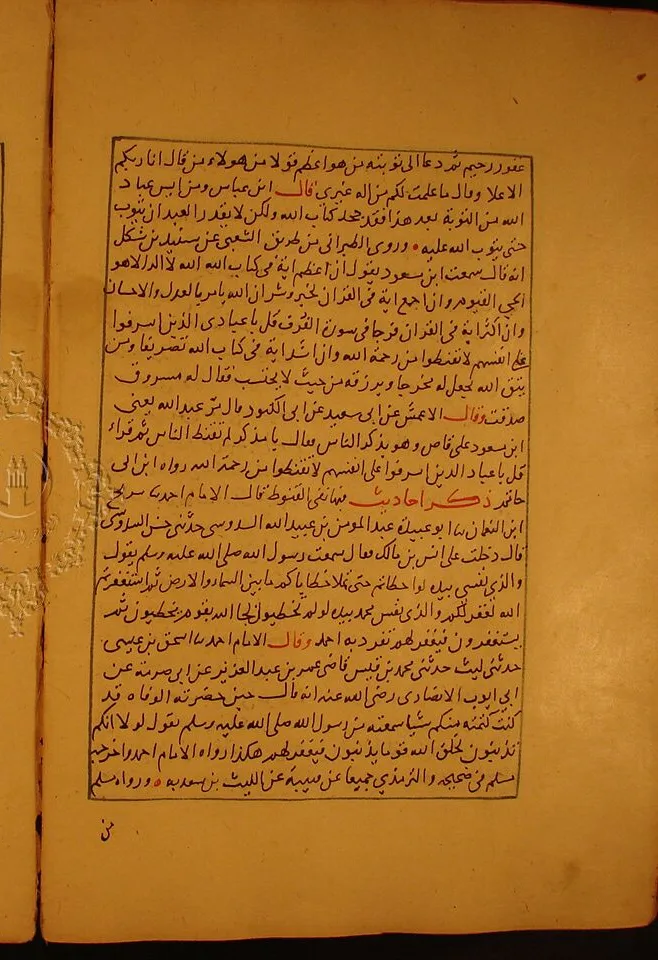 غفور رحيم ثم دعا الى توبته من هو اعظم قولا من هولاء من قال انا ربكم
الاعلا وقال ما علمت لكم من اله غيري قال ابن عباس ومن ايس عباد
الله من التوبة بعد هذا فقد جحد كتاب الله ولكن لا يقدر العبد ان يتوب
حتى يتوب الله عليه وروى الطبراني من طريق الشعبي عن سنيد بن شكل
انه قال سمعت ابن مسعود يقول ان اعظم اية في كتاب الله الله لا اله الا هو
الحي القيوم وان اجمع اية في القران لخير وشر ان الله يامر بالعدل والاحسان
وان اكثر اية في القران فرجا في سورة الغرف قل يا عبادي الذين اسرفوا
على انفسهم لا تقنطوا من رحمة الله وان اشد اية في كتاب الله تصريفا ومن
يتق الله يجعل له مخرجا ويرزقه من حيث لا يحتسب فقال له مسروق
صدقت وقال الاعمش عن ابي سعيد عن ابي الكنود قال مر عبد الله يعني
ابن مسعود على قاص وهو يذكر الناس فقال يا مذكر لم تقنط الناس ثم قراء
قل يا عباد الذين اسرفوا على انفسهم لا تقنطوا من رحمة الله رواه ابن ابي
حاتم ذكر احاديث فيها نفي القنوط قال الامام احمد ثنا سريج
ابن النعمان ثنا ابو عبيدة عبد المومن بن عبيد الله السدوسي حدثني حسن السدوسي
قال دخلت على انس بن مالك فقال سمعت رسول الله صلى الله عليه وسلم يقول
والذي نفسي بيده لو اخطاتم حتى تملا خطاياكم ما بين السماء والارض ثم استغفرتم
الله لغفر لكم والذي نفس محمد بيده لو لم تخطيون لجا الله بقوم يخطيون ثم
يستغفرون فيغفر لهم تفرد به احمد وقال الامام احمد ثنا اسحق بن عيسى
حدثني ليث حدثني محمد بن قيس قاضي عمر بن عبد العزيز عن ابي صرمة عن
ابي ايوب الانصاري رضي الله عنه انه قال حين حضرته الوفاه قد
كنت كتمت منكم شيا سمعته من رسول الله صلى الله عليه وسلم يقول لولا انكم
تذنبون لخلق الله قوما يذنبون فيغفر لهم هكذا رواه الامام احمد واخرجه
مسلم في صحيحه والترمذي جميعا عن قتيبة عن الليث بن سعد به ورواه مسلم
من